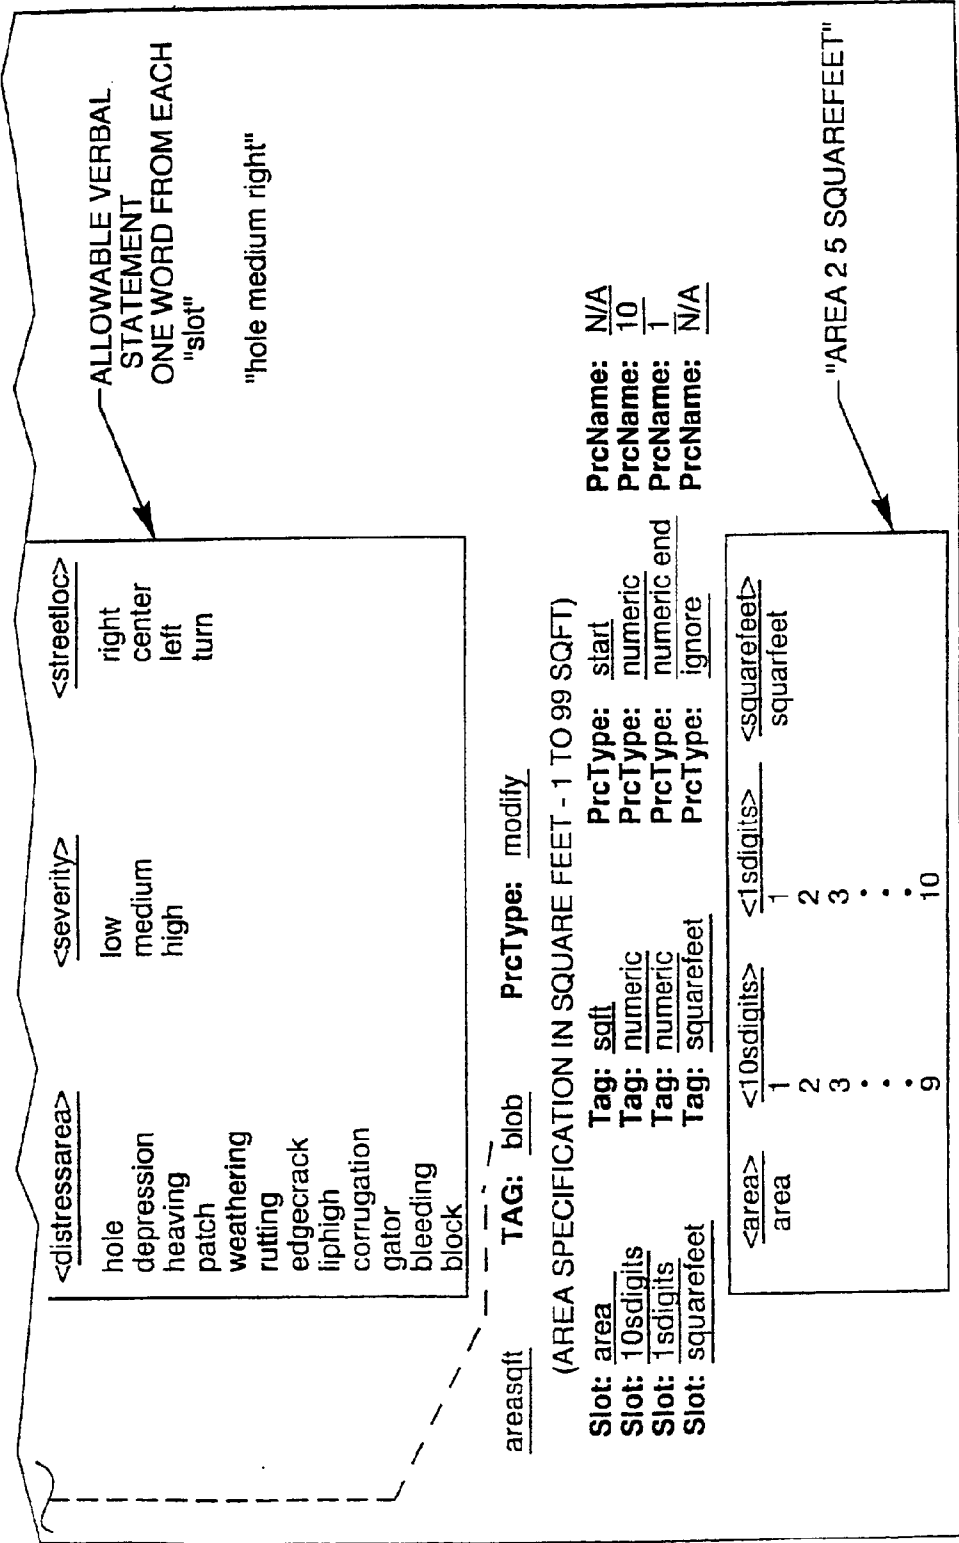 <distressarea> <severity> <streetloc>
hole low right
depression medium center
heaving high left
patch turn
weathering
rutting
edgecrack
liphigh
corrugation
gator
bleeding
block
ALLOWABLE VERBAL
STATEMENT
ONE WORD FROM EACH
"slot"
"hole medium right"
areasqft TAG: blob PrcType: modify
(AREA SPECIFICATION IN SQUARE FEET - 1 TO 99 SQFT)
Slot: area Tag: sqft PrcType: start PrcName: N/A
Slot: 10sdigits Tag: numeric PrcType: numeric PrcName: 10
Slot: 1sdigits Tag: numeric PrcType: numeric end PrcName: 1
Slot: squarefeet Tag: squarefeet PrcType: ignore PrcName: N/A
<area> <10sdigits> <1sdigits> <squarefeet>
area 1 1 squarfeet
2 2
3 3
• •
• •
• •
9 10
"AREA 2 5 SQUAREFEET"